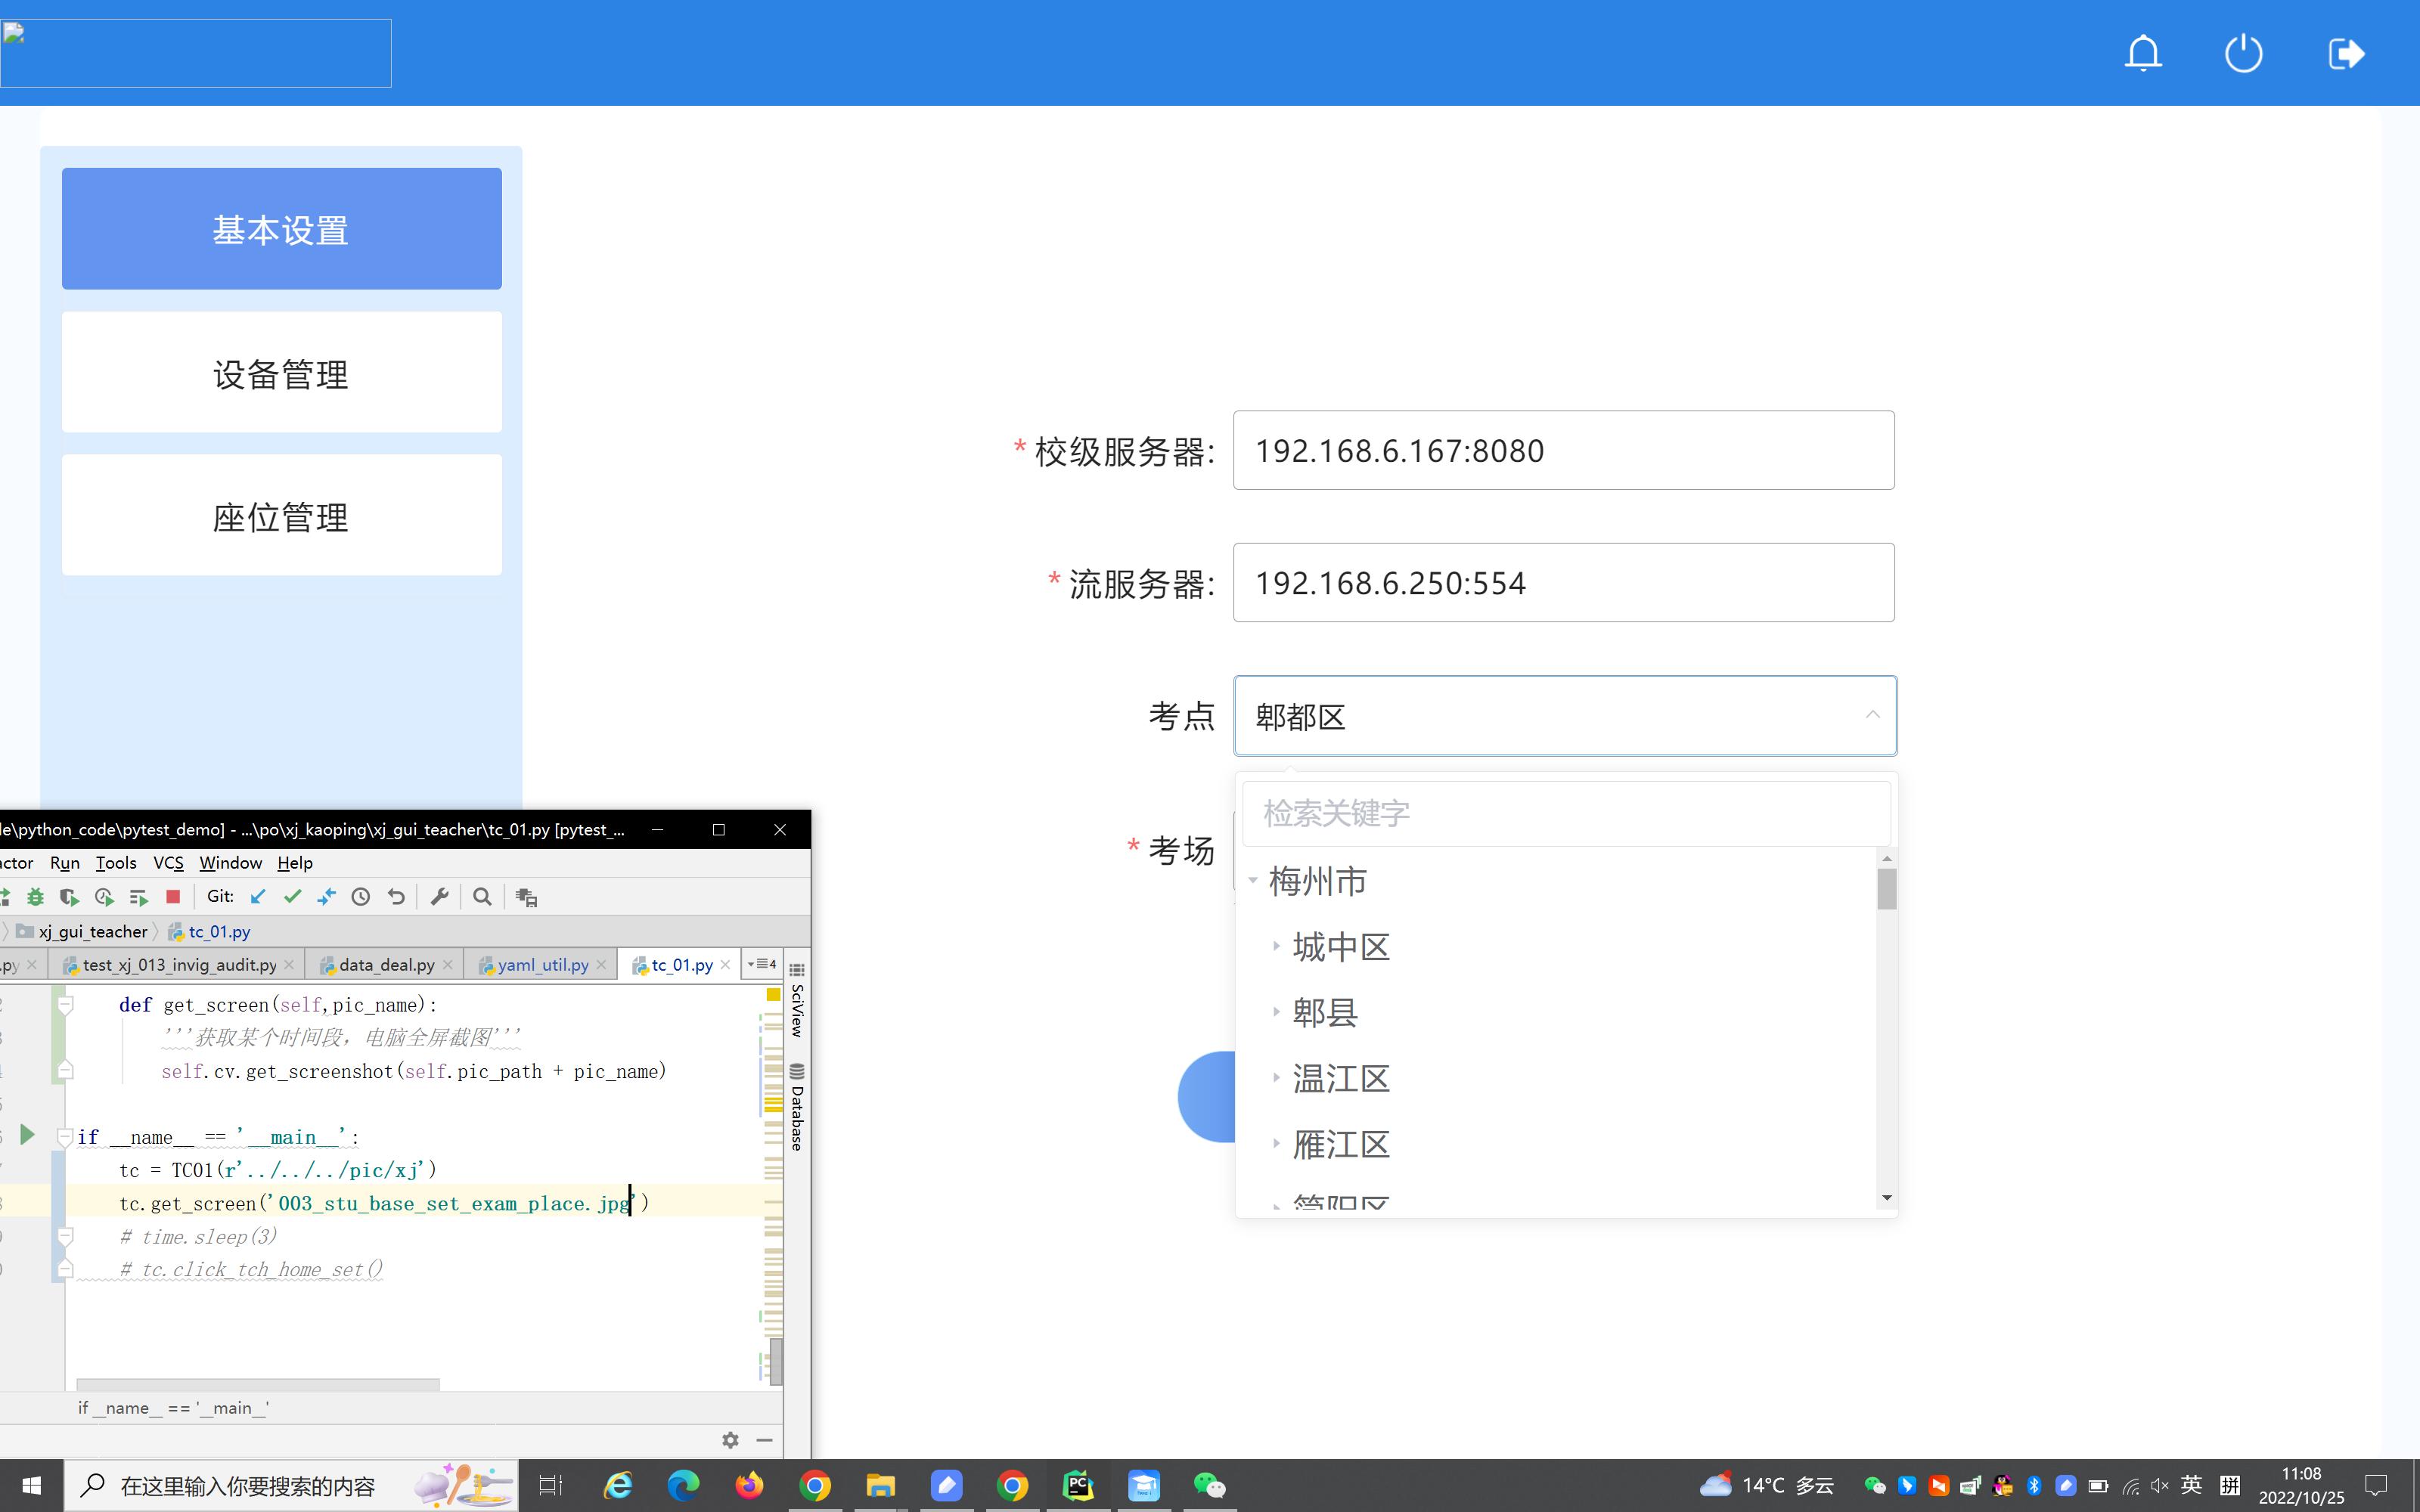 基本设置
设备管理
座位管理
* 校级服务器:
192.168.6.167:8080
* 流服务器:
192.168.6.250:554
考点
郫都区
检索关键字
* 考场
梅州市
城中区
郫县
温江区
雁江区
简阳区
le\python_code\pytest_demo] - ...\po\xj_kaoping\xj_gui_teacher\tc_01.py [pytest_...
actor Run Tools VCS Window Help
Git:
xj_gui_teacher tc_01.py
.py test_xj_013_invig_audit.py data_deal.py yaml_util.py tc_01.py 4
SciView
Database
def get_screen(self,pic_name):
'''获取某个时间段，电脑全屏截图'''
self.cv.get_screenshot(self.pic_path + pic_name)
if __name__ == '__main__':
tc = TC01(r'../../../pic/xj')
tc.get_screen('003_stu_base_set_exam_place.jpg')
# time.sleep(3)
# tc.click_tch_home_set()
if __name__ == '__main__'
在这里输入你要搜索的内容
PC
14°C 多云
英
拼
11:08
2022/10/25